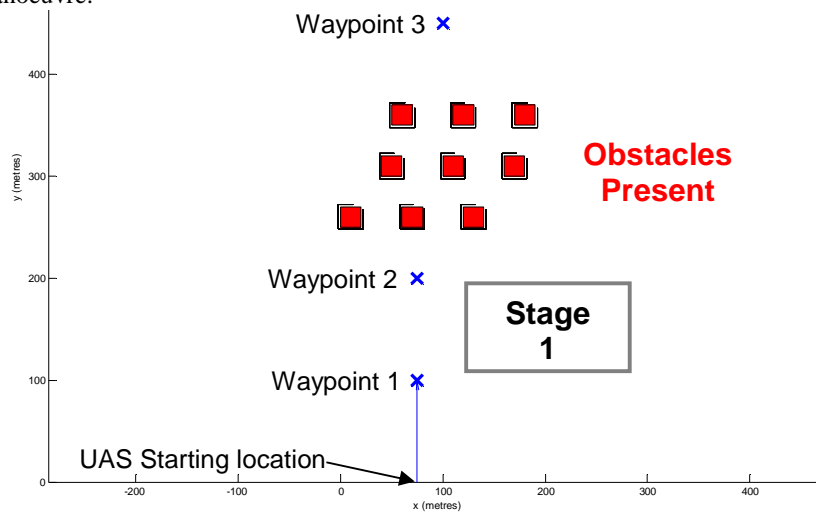 Waypoint 3
400
Obstacles
Present
300
y (metres)
Waypoint 2
200
Stage
1
Waypoint 1
100
UAS Starting location
0
-200 -100 0 100 200 300 400
x (metres)